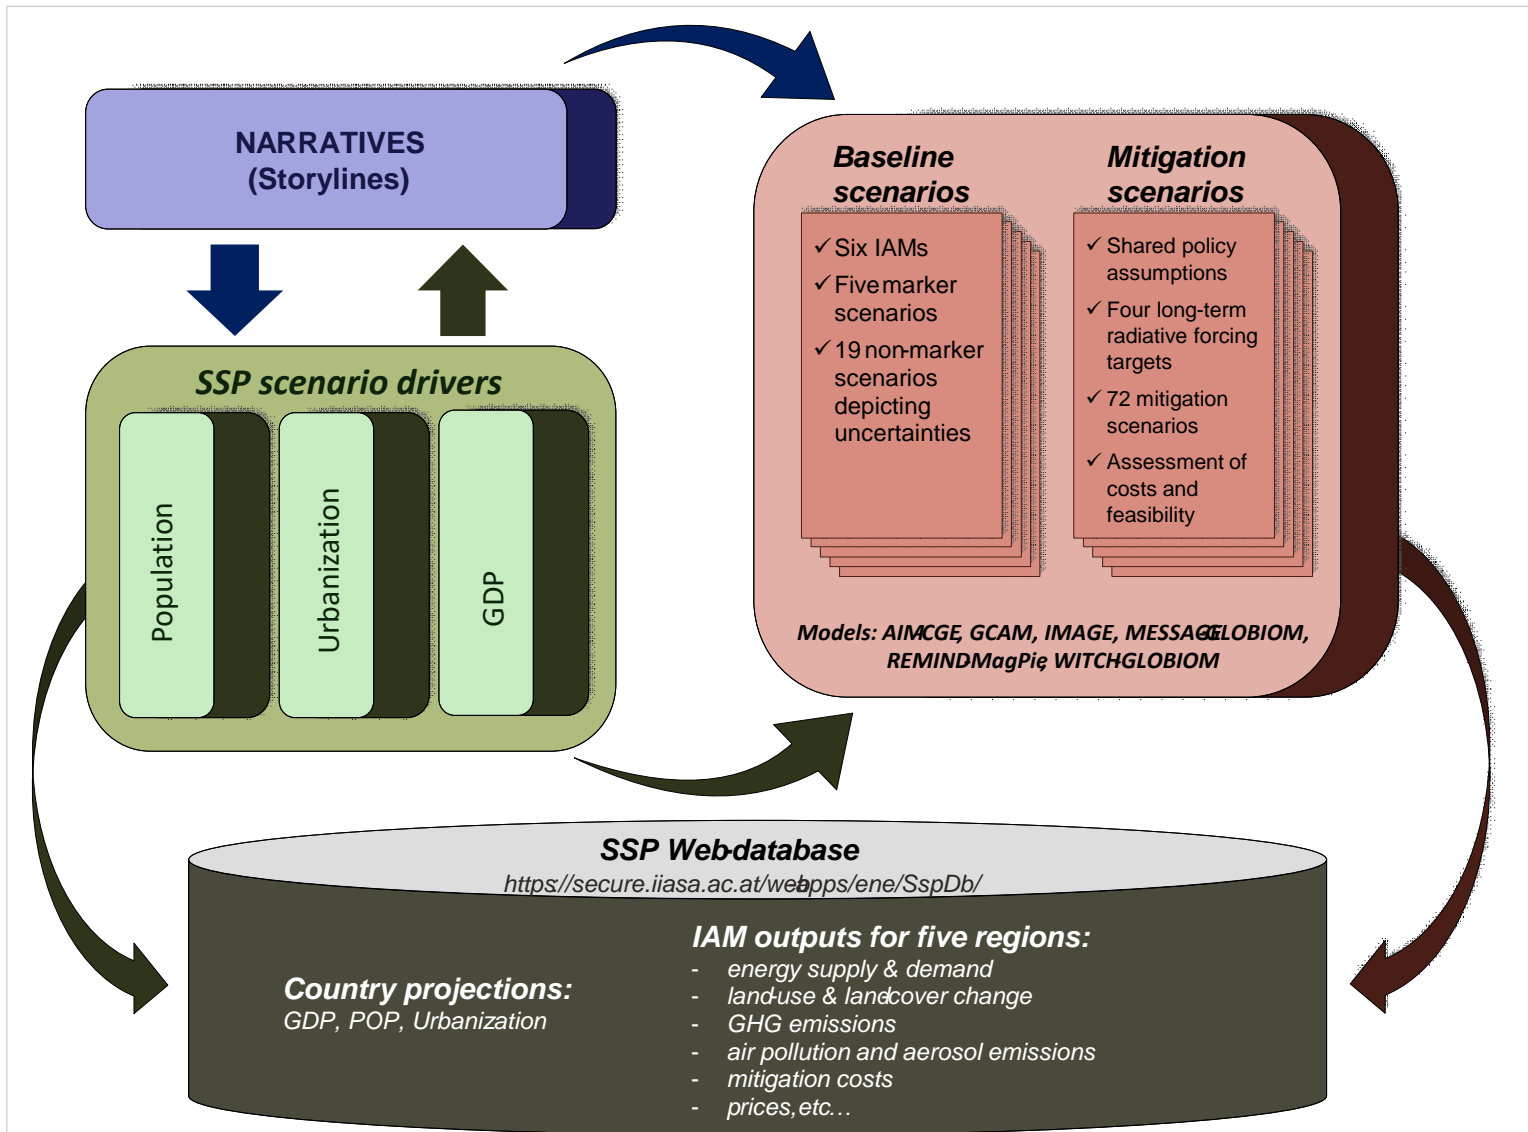 NARRATIVES
(Storylines)
SSP scenario drivers
Population
Urbanization
GDP
Baseline
scenarios
✓ Six IAMs
✓ Five marker
scenarios
✓ 19 non-marker
scenarios
depicting
uncertainties
Mitigation
scenarios
✓ Shared policy
assumptions
✓ Four long-term
radiative forcing
targets
✓ 72 mitigation
scenarios
✓ Assessment of
costs and
feasibility
Models: AIM-CGE, GCAM, IMAGE, MESSAGE-GLOBIOM,
REMIND-MagPie, WITCH-GLOBIOM
SSP Web-database
https://secure.iiasa.ac.at/web-apps/ene/SspDb/
Country projections:
GDP, POP, Urbanization
IAM outputs for five regions:
- energy supply & demand
- land-use & land-cover change
- GHG emissions
- air pollution and aerosol emissions
- mitigation costs
- prices,etc...